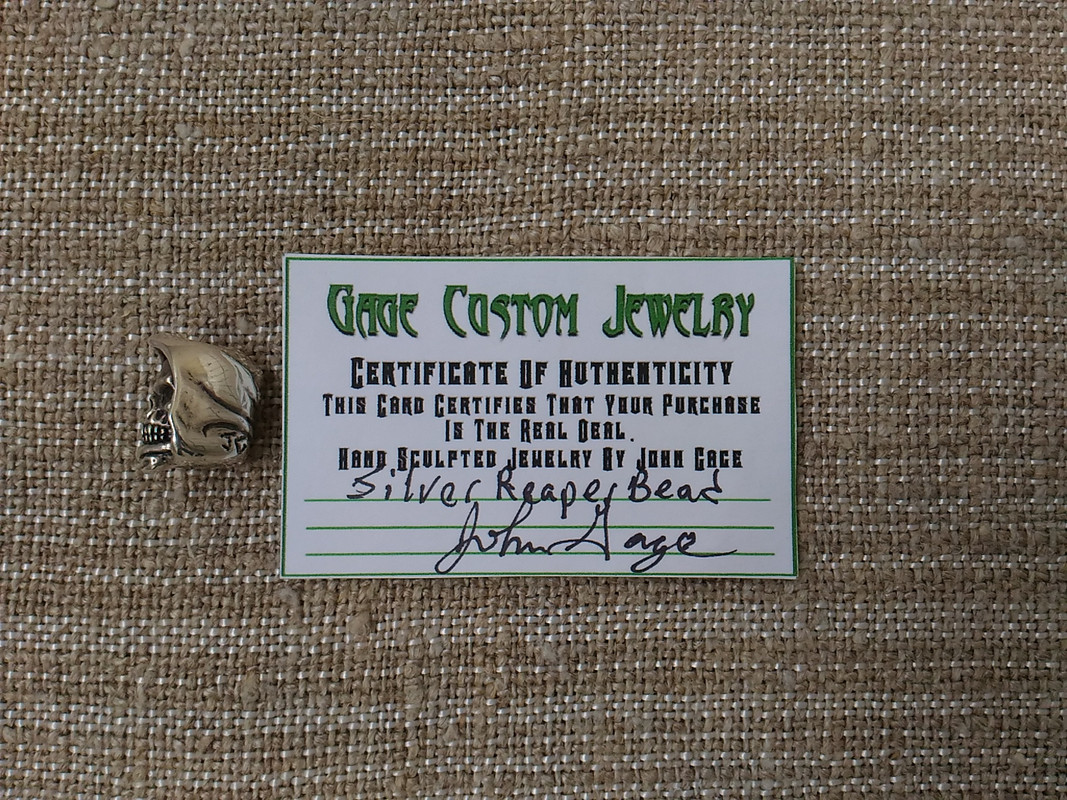 Gage Custom Jewelry
Certificate Of Authenticity
This Card Certifies That Your Purchase
Is The Real Deal.
Hand Sculpted Jewelry By John Gage
Silver Reaper Bead
John Gage
JG